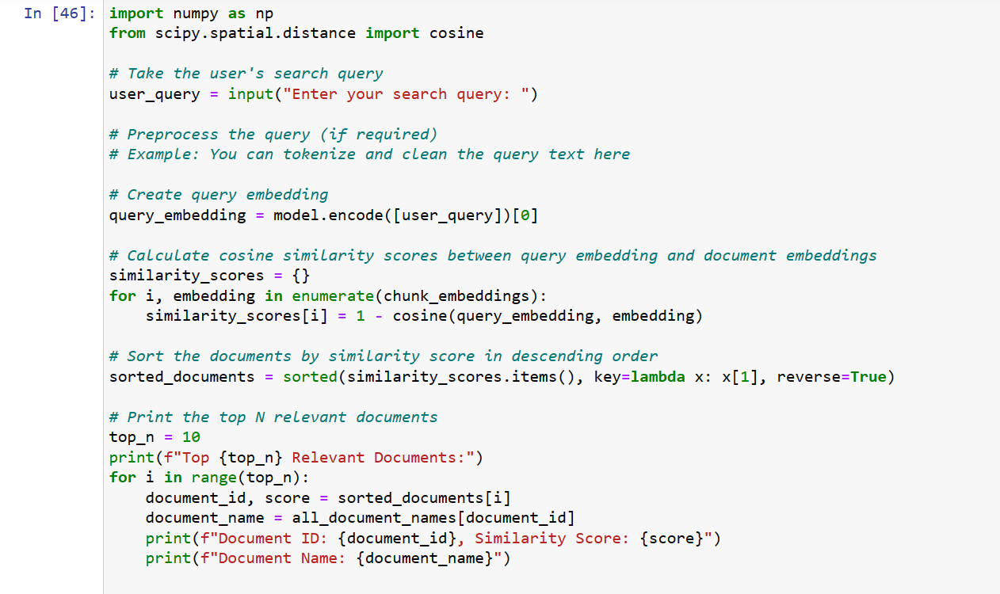 In [46]: import numpy as np
from scipy.spatial.distance import cosine
# Take the user's search query
user_query = input("Enter your search query: ")
# Preprocess the query (if required)
# Example: You can tokenize and clean the query text here
# Create query embedding
query_embedding = model.encode([user_query])[0]
# Calculate cosine similarity scores between query embedding and document embeddings
similarity_scores = {}
for i, embedding in enumerate(chunk_embeddings):
    similarity_scores[i] = 1 - cosine(query_embedding, embedding)
# Sort the documents by similarity score in descending order
sorted_documents = sorted(similarity_scores.items(), key=lambda x: x[1], reverse=True)
# Print the top N relevant documents
top_n = 10
print(f"Top {top_n} Relevant Documents:")
for i in range(top_n):
    document_id, score = sorted_documents[i]
    document_name = all_document_names[document_id]
    print(f"Document ID: {document_id}, Similarity Score: {score}")
    print(f"Document Name: {document_name}")